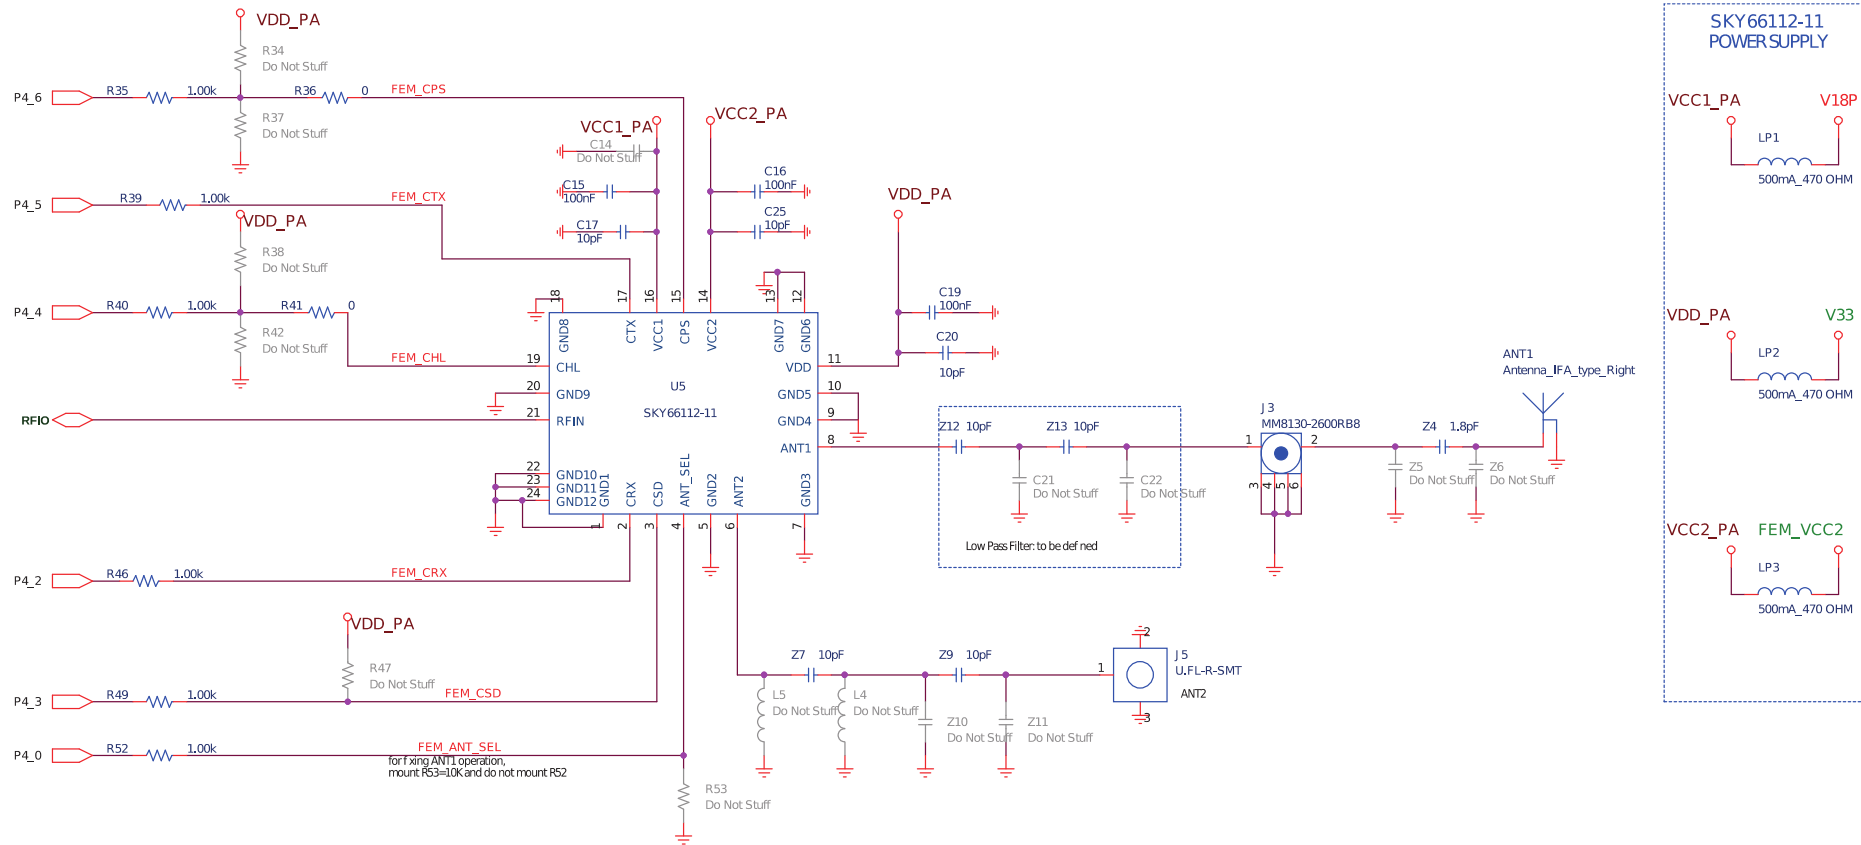 VDD_PA
R34
Do Not Stuff
P4_6
R35
1.00k
R36
0
FEM_CPS
R37
Do Not Stuff
P4_5
R39
1.00k
FEM_CTX
VDD_PA
R38
Do Not Stuff
P4_4
R40
1.00k
R41
0
R42
Do Not Stuff
FEM_CHL
RFIO
VCC1_PA
C14
Do Not Stuff
C15
100nF
C17
10pF
VCC2_PA
C16
100nF
C25
10pF
VDD_PA
C19
100nF
C20
10pF
18
17
16
15
14
13
12
GND8
CTX
VCC1
CPS
VCC2
GND7
GND6
19
CHL
20
GND9
21
RFIN
22
GND10
23
GND11
24
GND12
U5
SKY66112-11
VDD
11
GND5
10
GND4
9
ANT1
8
GND1
CRX
CSD
ANT_SEL
GND2
ANT2
GND3
1
2
3
4
5
6
7
Z12 10pF
Z13 10pF
C21
Do Not Stuff
C22
Do Not Stuff
Low Pass Filter: to be def ned
J3
MM8130-2600RB8
1
2
3
4
5
6
Z4 1.8pF
Z5
Do Not Stuff
Z6
Do Not Stuff
ANT1
Antenna_IFA_type_Right
P4_2
R46
1.00k
FEM_CRX
VDD_PA
R47
Do Not Stuff
P4_3
R49
1.00k
FEM_CSD
P4_0
R52
1.00k
FEM_ANT_SEL
for f xing ANT1 operation,
mount R53=10K and do not mount R52
R53
Do Not Stuff
Z7 10pF
Z9 10pF
L5
Do Not Stuff
L4
Do Not Stuff
Z10
Do Not Stuff
Z11
Do Not Stuff
1
2
3
J5
U.FL-R-SMT
ANT2
SKY66112-11
POWER SUPPLY
VCC1_PA
V18P
LP1
500mA_470 OHM
VDD_PA
V33
LP2
500mA_470 OHM
VCC2_PA
FEM_VCC2
LP3
500mA_470 OHM